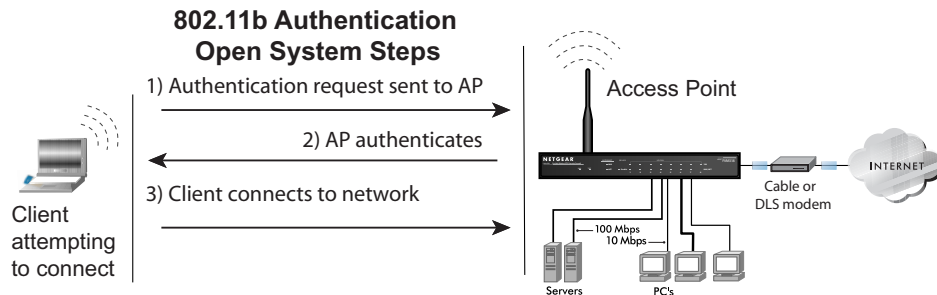 802.11b Authentication
Open System Steps
1) Authentication request sent to AP
2) AP authenticates
3) Client connects to network
Client
attempting
to connect
Access Point
NETGEAR
INTERNET
Cable or
DLS modem
100 Mbps
10 Mbps
Servers
PC's